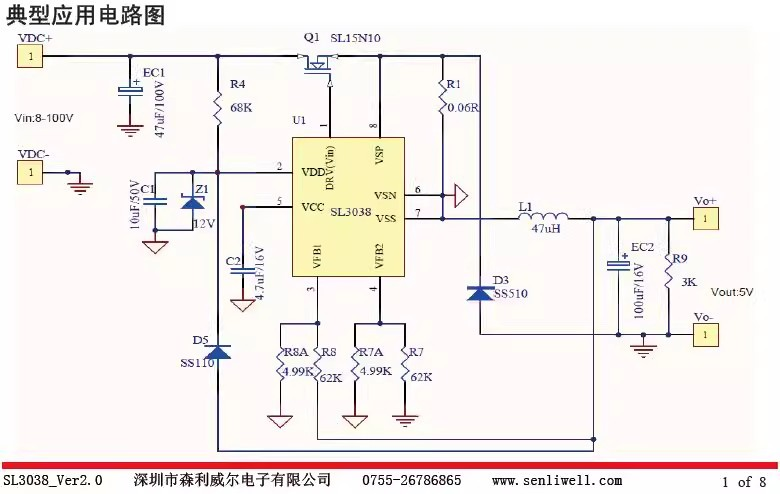 典型应用电路图
VDC+
1
Q1
SL15N10
EC1
47uF/100V
R4
68K
R1
0.06R
Vin:8-100V
U1
1
8
VDC-
1
2
VDD
DRV(Vin)
VSP
VSN
6
C1
10uF/50V
Z1
12V
5
VCC
SL3038
VSS
7
L1
47uH
Vo+
1
C2
4.7uF/16V
VFB1
VFB2
3
4
EC2
100uF/16V
R9
3K
D3
SS510
Vout:5V
Vo-
1
D5
SS110
R8A
4.99K
R8
62K
R7A
4.99K
R7
62K
SL3038_Ver2.0 深圳市森利威尔电子有限公司 0755-26786865 www.senliwell.com 1 of 8